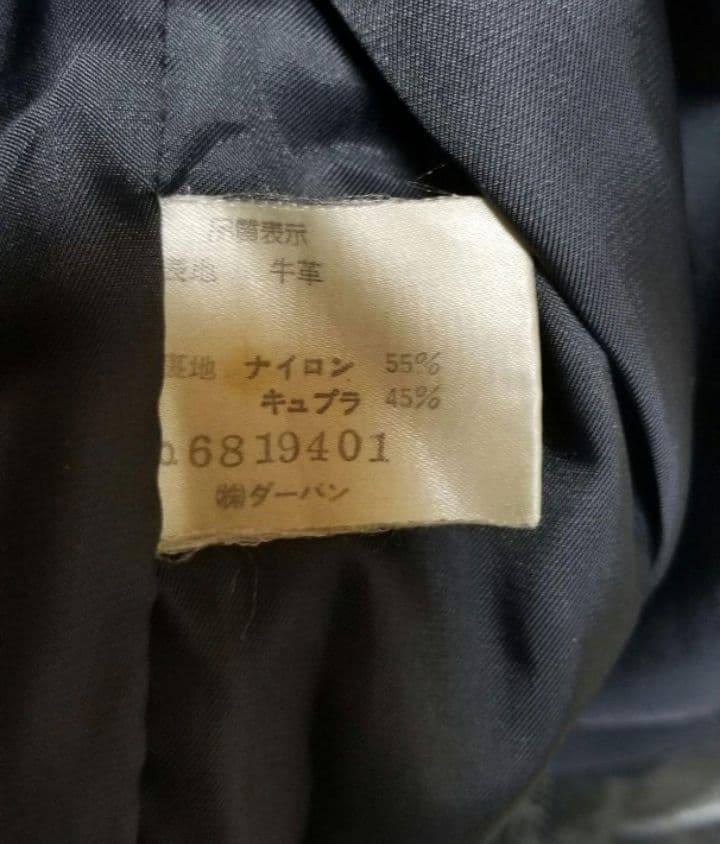 品質表示
表地 牛革
裏地 ナイロン 55%
キュプラ 45%
o.6819401
㈱ダーバン